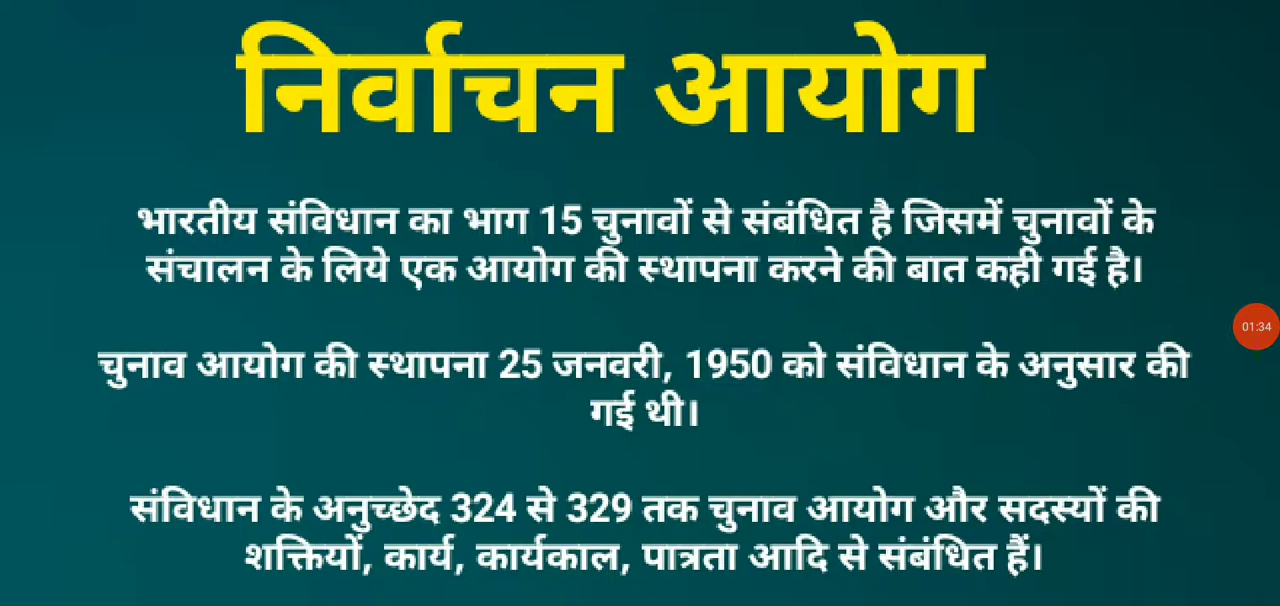 निर्वाचन आयोग
भारतीय संविधान का भाग 15 चुनावों से संबंधित है जिसमें चुनावों के
संचालन के लिये एक आयोग की स्थापना करने की बात कही गई है।
01:34
चुनाव आयोग की स्थापना 25 जनवरी, 1950 को संविधान के अनुसार की
गई थी।
संविधान के अनुच्छेद 324 से 329 तक चुनाव आयोग और सदस्यों की
शक्तियों, कार्य, कार्यकाल, पात्रता आदि से संबंधित हैं।